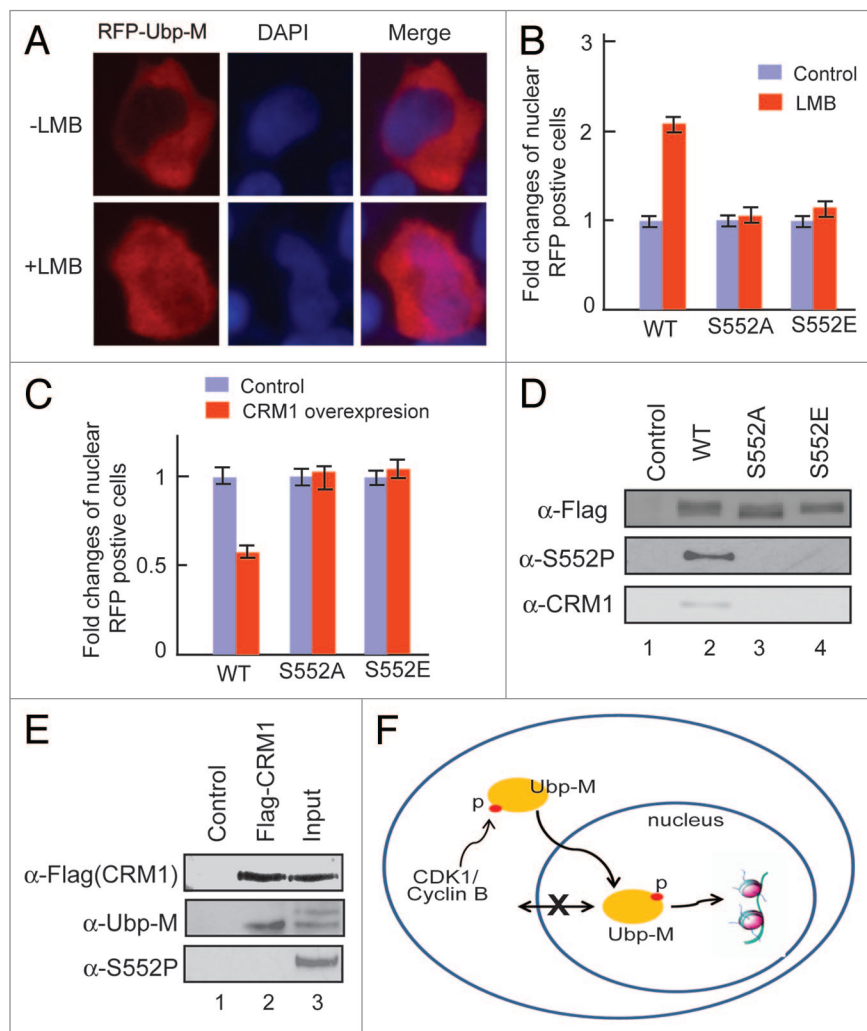 A
RFP-Ubp-M
DAPI
Merge
-LMB
+LMB
B
Fold changes of nuclear
RFP postive cells
3
2
1
0
Control
LMB
WT
S552A
S552E
C
Fold changes of nuclear
RFP postive cells
1
0.5
0
Control
CRM1 overexpresion
WT
S552A
S552E
D
Control
WT
S552A
S552E
α-Flag
α-S552P
α-CRM1
1 2 3 4
E
Control
Flag-CRM1
Input
α-Flag(CRM1)
α-Ubp-M
α-S552P
1 2 3
F
Ubp-M
p
nucleus
CDK1/
Cyclin B
X
p
Ubp-M